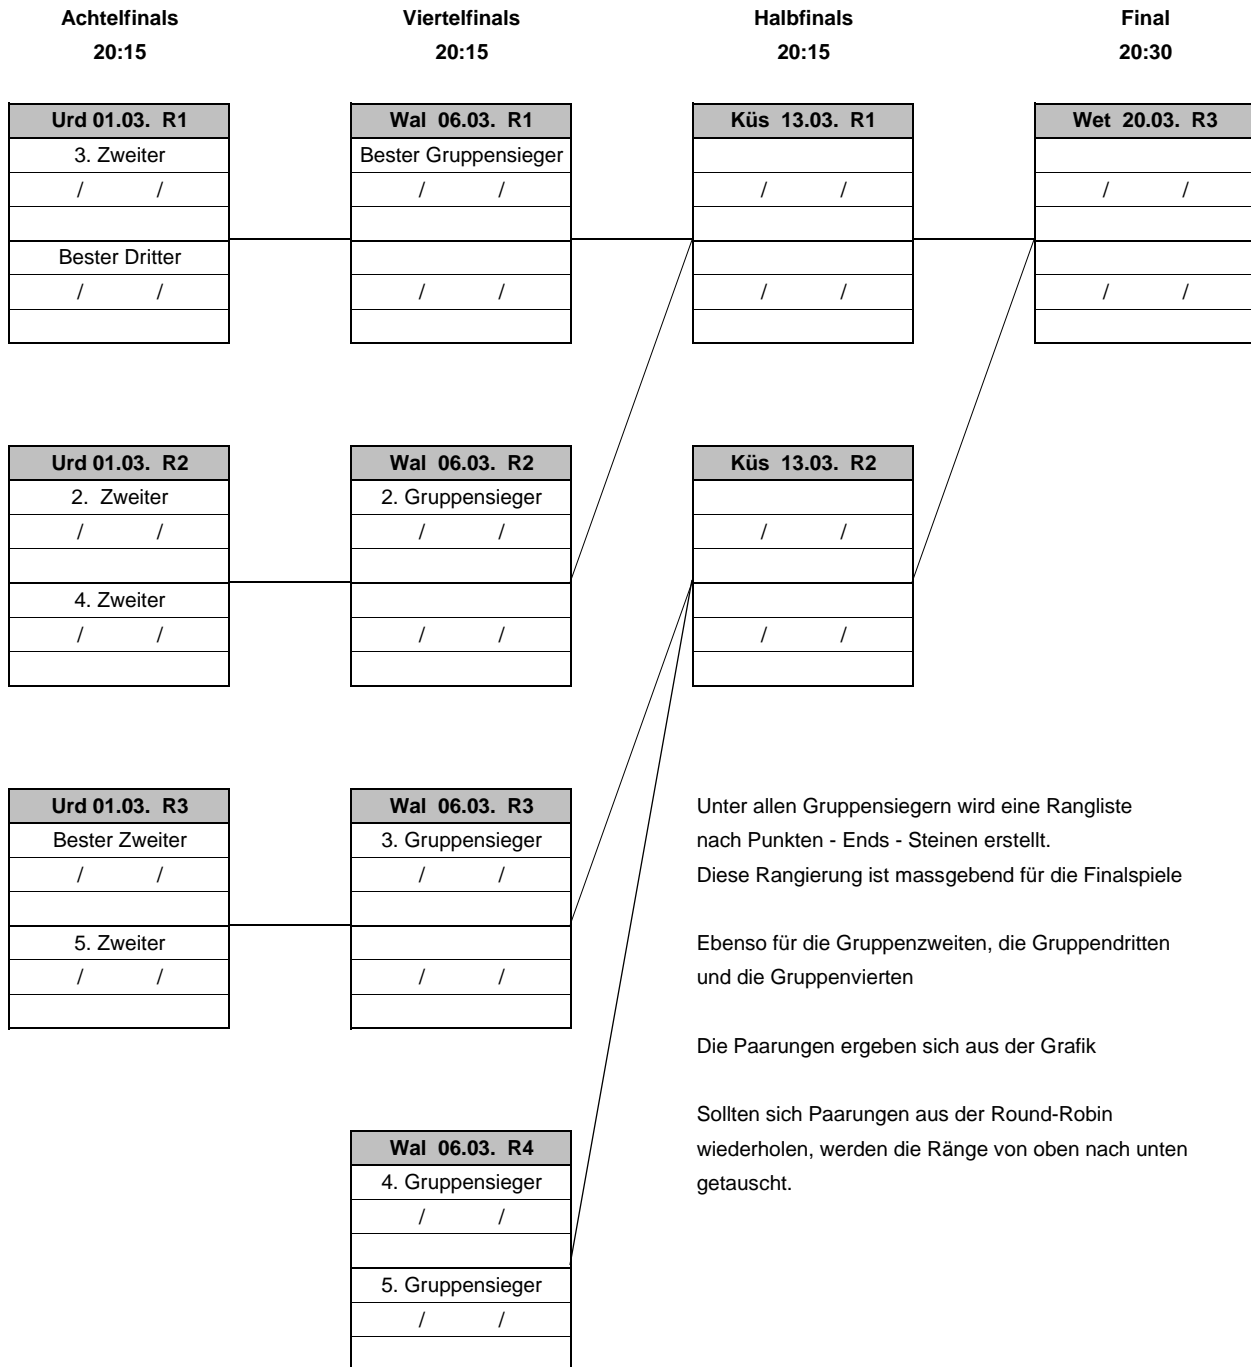 Achtelfinals
20:15
Viertelfinals
20:15
Halbfinals
20:15
Final
20:30
Urd 01.03. R1
3. Zweiter
/ /
Bester Dritter
/ /
Wal 06.03. R1
Bester Gruppensieger
/ /
/ /
Küs 13.03. R1
/ /
/ /
Wet 20.03. R3
/ /
/ /
Urd 01.03. R2
2. Zweiter
/ /
4. Zweiter
/ /
Wal 06.03. R2
2. Gruppensieger
/ /
/ /
Küs 13.03. R2
/ /
/ /
Urd 01.03. R3
Bester Zweiter
/ /
5. Zweiter
/ /
Wal 06.03. R3
3. Gruppensieger
/ /
/ /
Wal 06.03. R4
4. Gruppensieger
/ /
5. Gruppensieger
/ /
Unter allen Gruppensiegern wird eine Rangliste
nach Punkten - Ends - Steinen erstellt.
Diese Rangierung ist massgebend für die Finalspiele
Ebenso für die Gruppenzweiten, die Gruppendritten
und die Gruppenvierten
Die Paarungen ergeben sich aus der Grafik
Sollten sich Paarungen aus der Round-Robin
wiederholen, werden die Ränge von oben nach unten
getauscht.